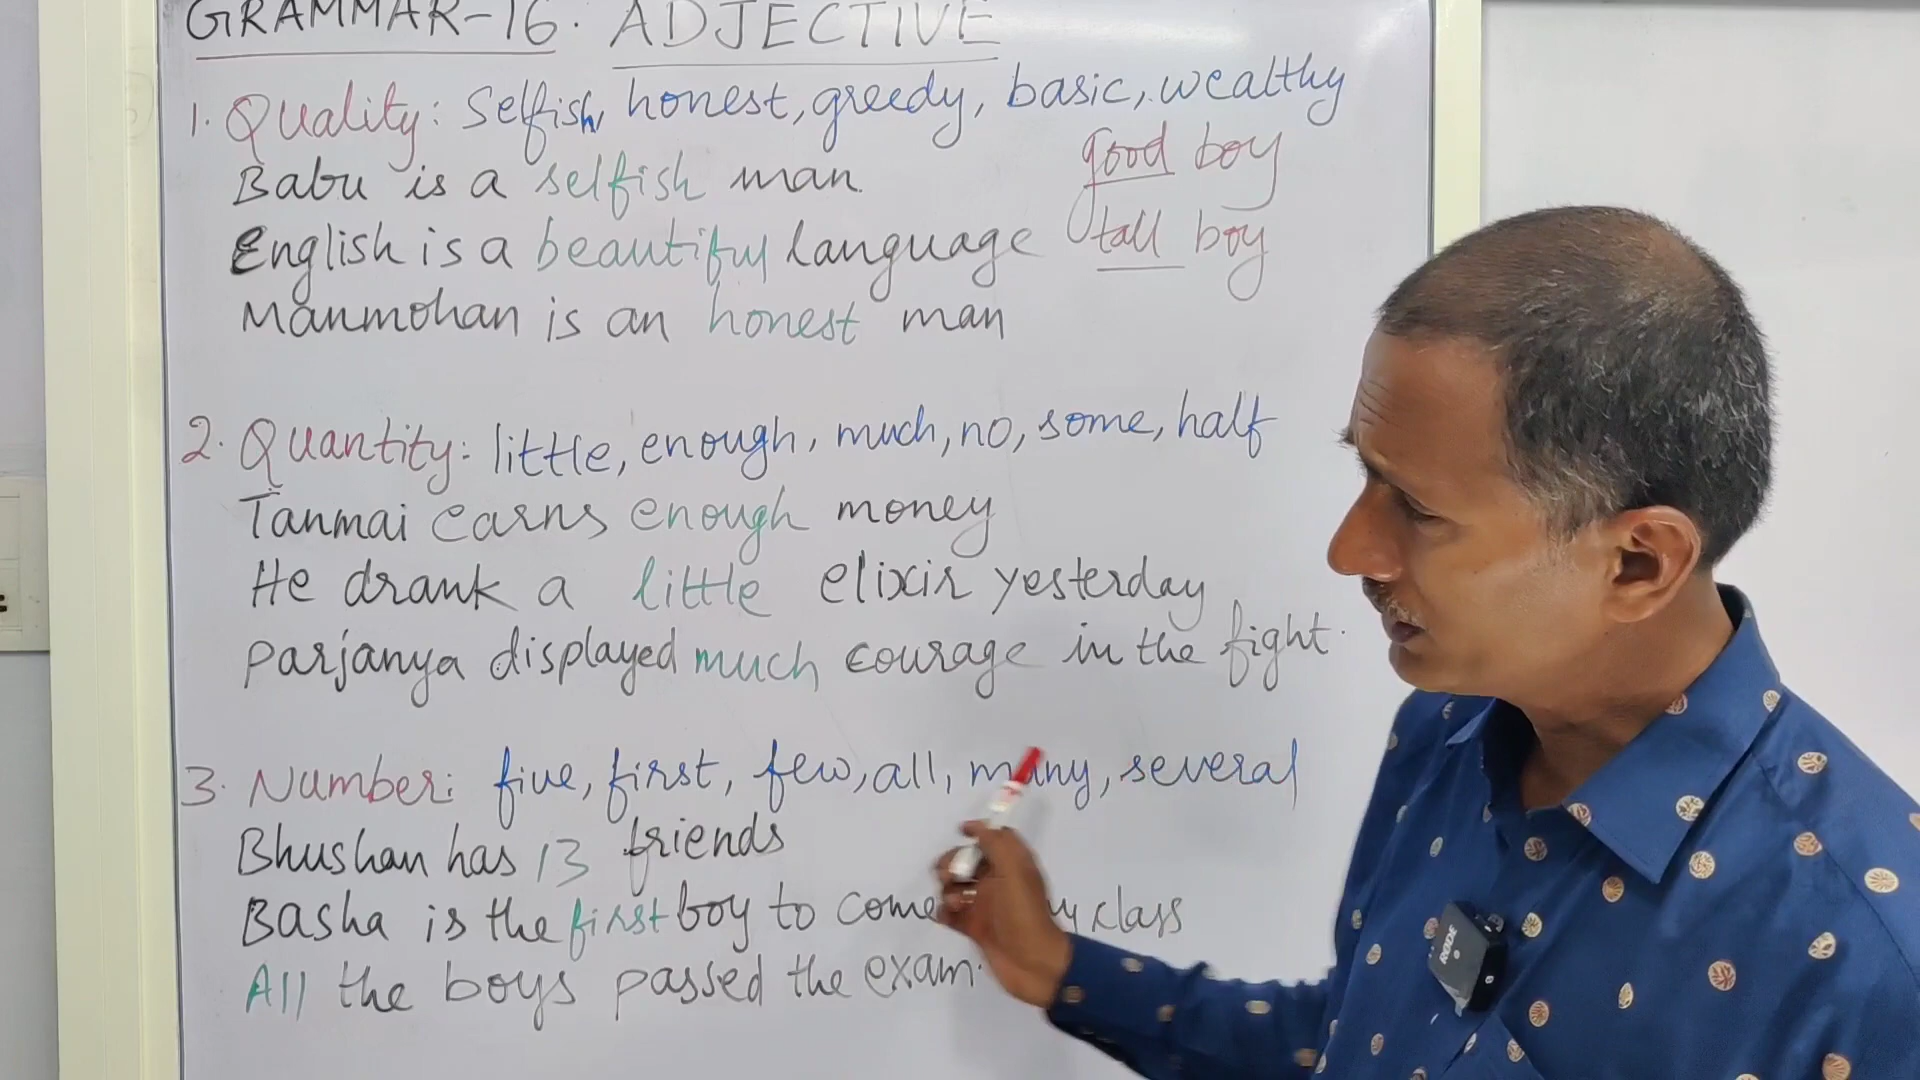 GRAMMAR-16. ADJECTIVE
1. Quality: Selfish, honest, greedy, basic, wealthy
good boy
Babu is a selfish man.
tall boy
English is a beautiful language
Manmohan is an honest man
2. Quantity: little, enough, much, no, some, half
Tanmai earns enough money
He drank a little elixir yesterday
Parjanya displayed much courage in the fight.
3. Number: five, first, few, all, many, several
Bhushan has 13 friends
Basha is the first boy to come class
All the boys passed the exam.
RODE